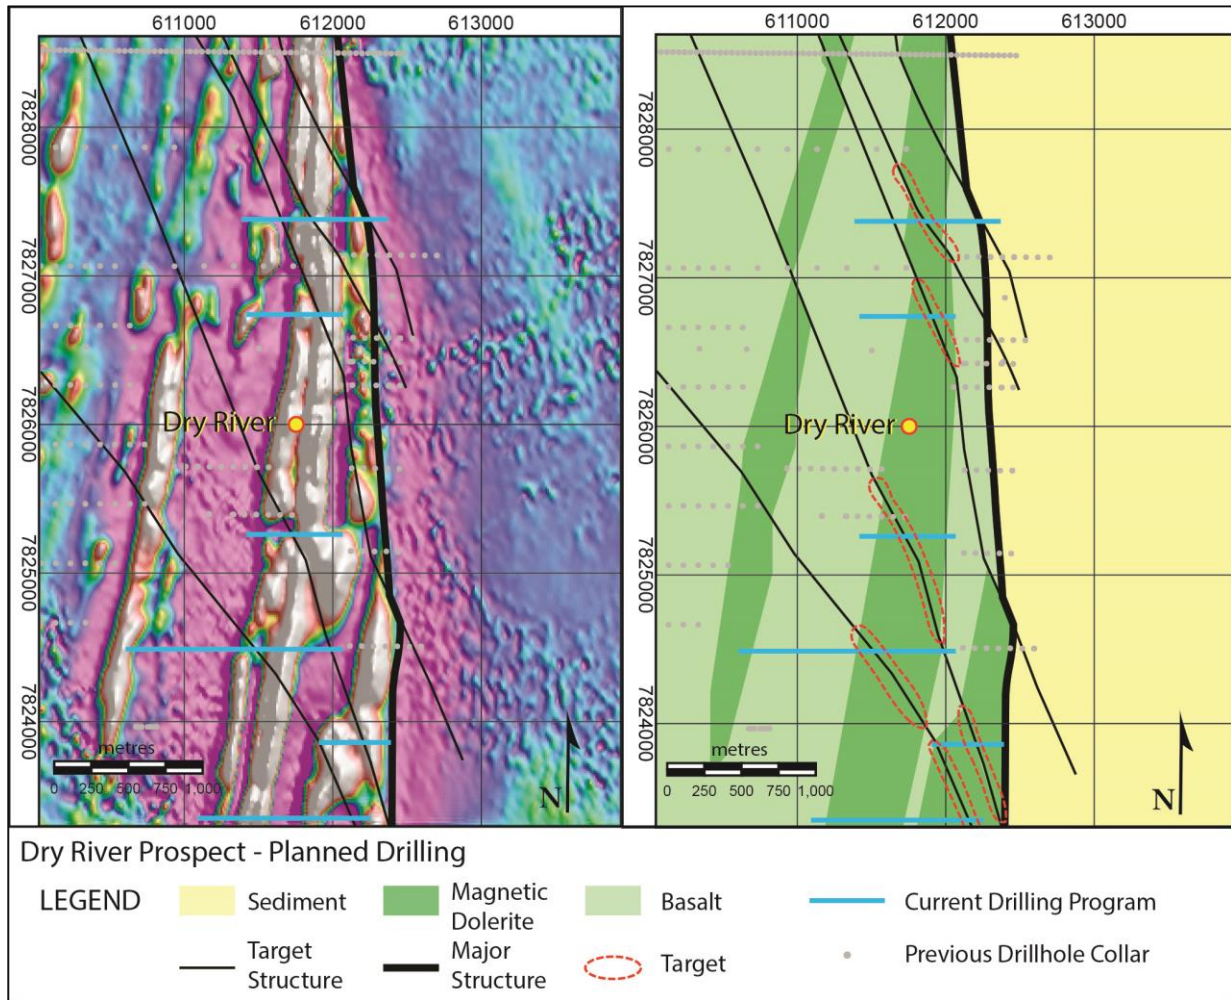 611000 612000 613000
611000 612000 613000
7828000
7827000
7826000
7825000
7824000
Dry River
metres
0 250 500 750 1,000
N
7828000
7827000
7826000
7825000
7824000
Dry River
metres
0 250 500 750 1,000
N
Dry River Prospect - Planned Drilling
LEGEND
Sediment
Magnetic
Dolerite
Basalt
Current Drilling Program
Target
Structure
Major
Structure
Target
Previous Drillhole Collar